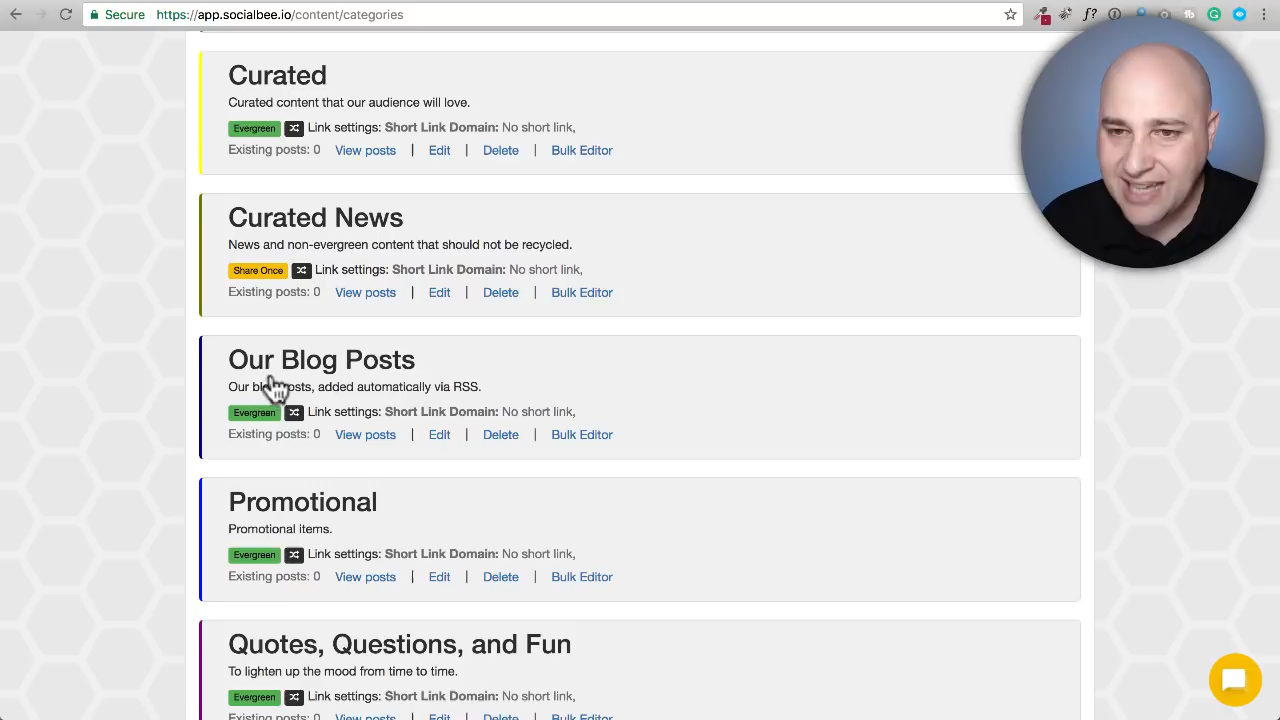 Secure https://app.socialbee.io/content/categories
Curated
Curated content that our audience will love.
Evergreen Link settings: Short Link Domain: No short link,
Existing posts: 0 View posts | Edit | Delete | Bulk Editor
Curated News
News and non-evergreen content that should not be recycled.
Share Once Link settings: Short Link Domain: No short link,
Existing posts: 0 View posts | Edit | Delete | Bulk Editor
Our Blog Posts
Our posts, added automatically via RSS.
Evergreen Link settings: Short Link Domain: No short link,
Existing posts: 0 View posts | Edit | Delete | Bulk Editor
Promotional
Promotional items.
Evergreen Link settings: Short Link Domain: No short link,
Existing posts: 0 View posts | Edit | Delete | Bulk Editor
Quotes, Questions, and Fun
To lighten up the mood from time to time.
Evergreen Link settings: Short Link Domain: No short link,
Existing posts: 0 View posts | Edit | Delete | Bulk Editor